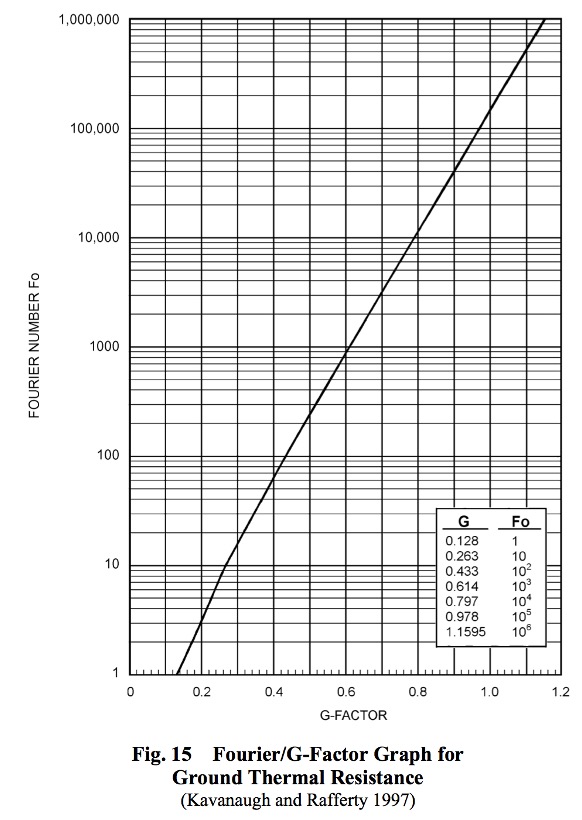 1,000,000
100,000
10,000
1000
100
10
1
FOURIER NUMBER Fo
G Fo
0.128 1
0.263 10
0.433 10²
0.614 10³
0.797 10⁴
0.978 10⁵
1.1595 10⁶
0 0.2 0.4 0.6 0.8 1.0 1.2
G-FACTOR
Fig. 15 Fourier/G-Factor Graph for
Ground Thermal Resistance
(Kavanaugh and Rafferty 1997)